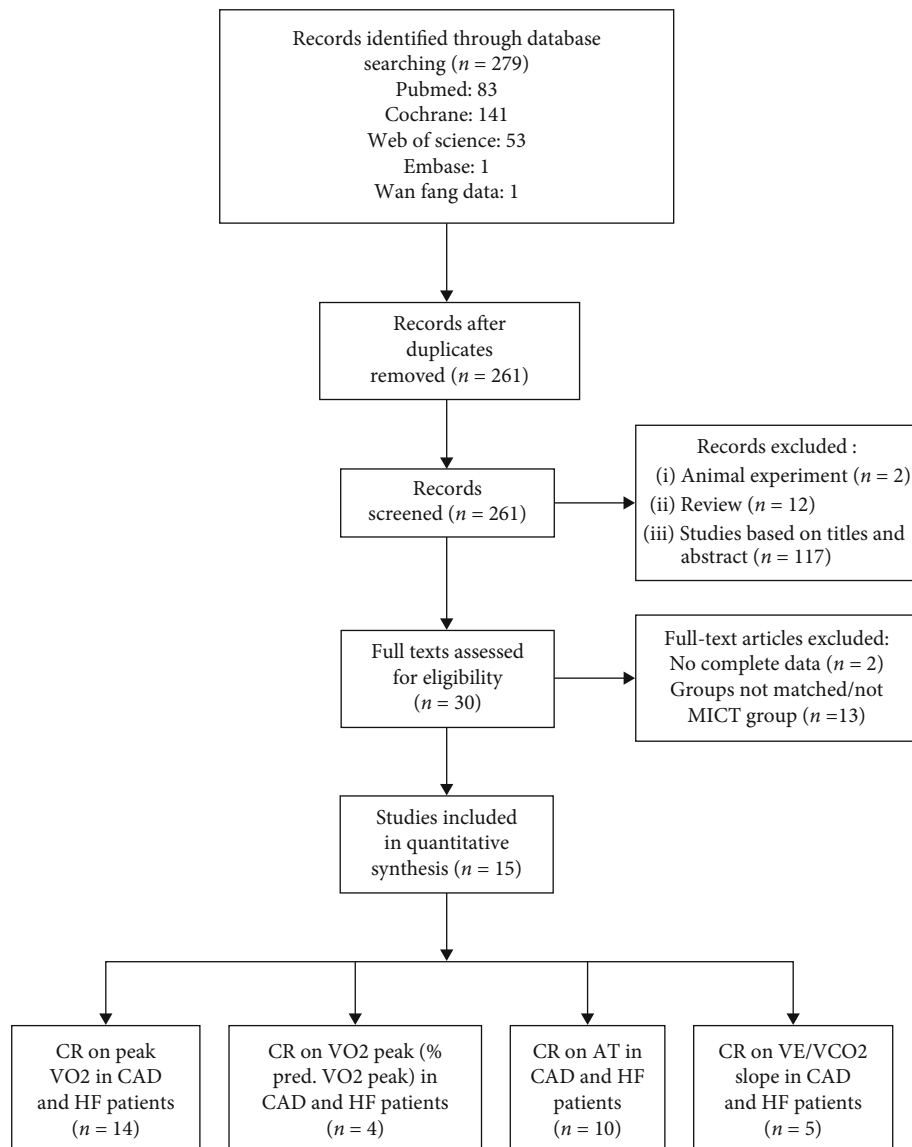 Records identified through database
searching (n = 279)
Pubmed: 83
Cochrane: 141
Web of science: 53
Embase: 1
Wan fang data: 1
Records after
duplicates
removed (n = 261)
Records
screened (n = 261)
Records excluded :
(i) Animal experiment (n = 2)
(ii) Review (n = 12)
(iii) Studies based on titles and
abstract (n = 117)
Full texts assessed
for eligibility
(n = 30)
Full-text articles excluded:
No complete data (n = 2)
Groups not matched/not
MICT group (n =13)
Studies included
in quantitative
synthesis (n = 15)
CR on peak
VO2 in CAD
and HF patients
(n = 14)
CR on VO2 peak (%
pred. VO2 peak) in
CAD and HF patients
(n = 4)
CR on AT in
CAD and HF
patients
(n = 10)
CR on VE/VCO2
slope in CAD
and HF patients
(n = 5)